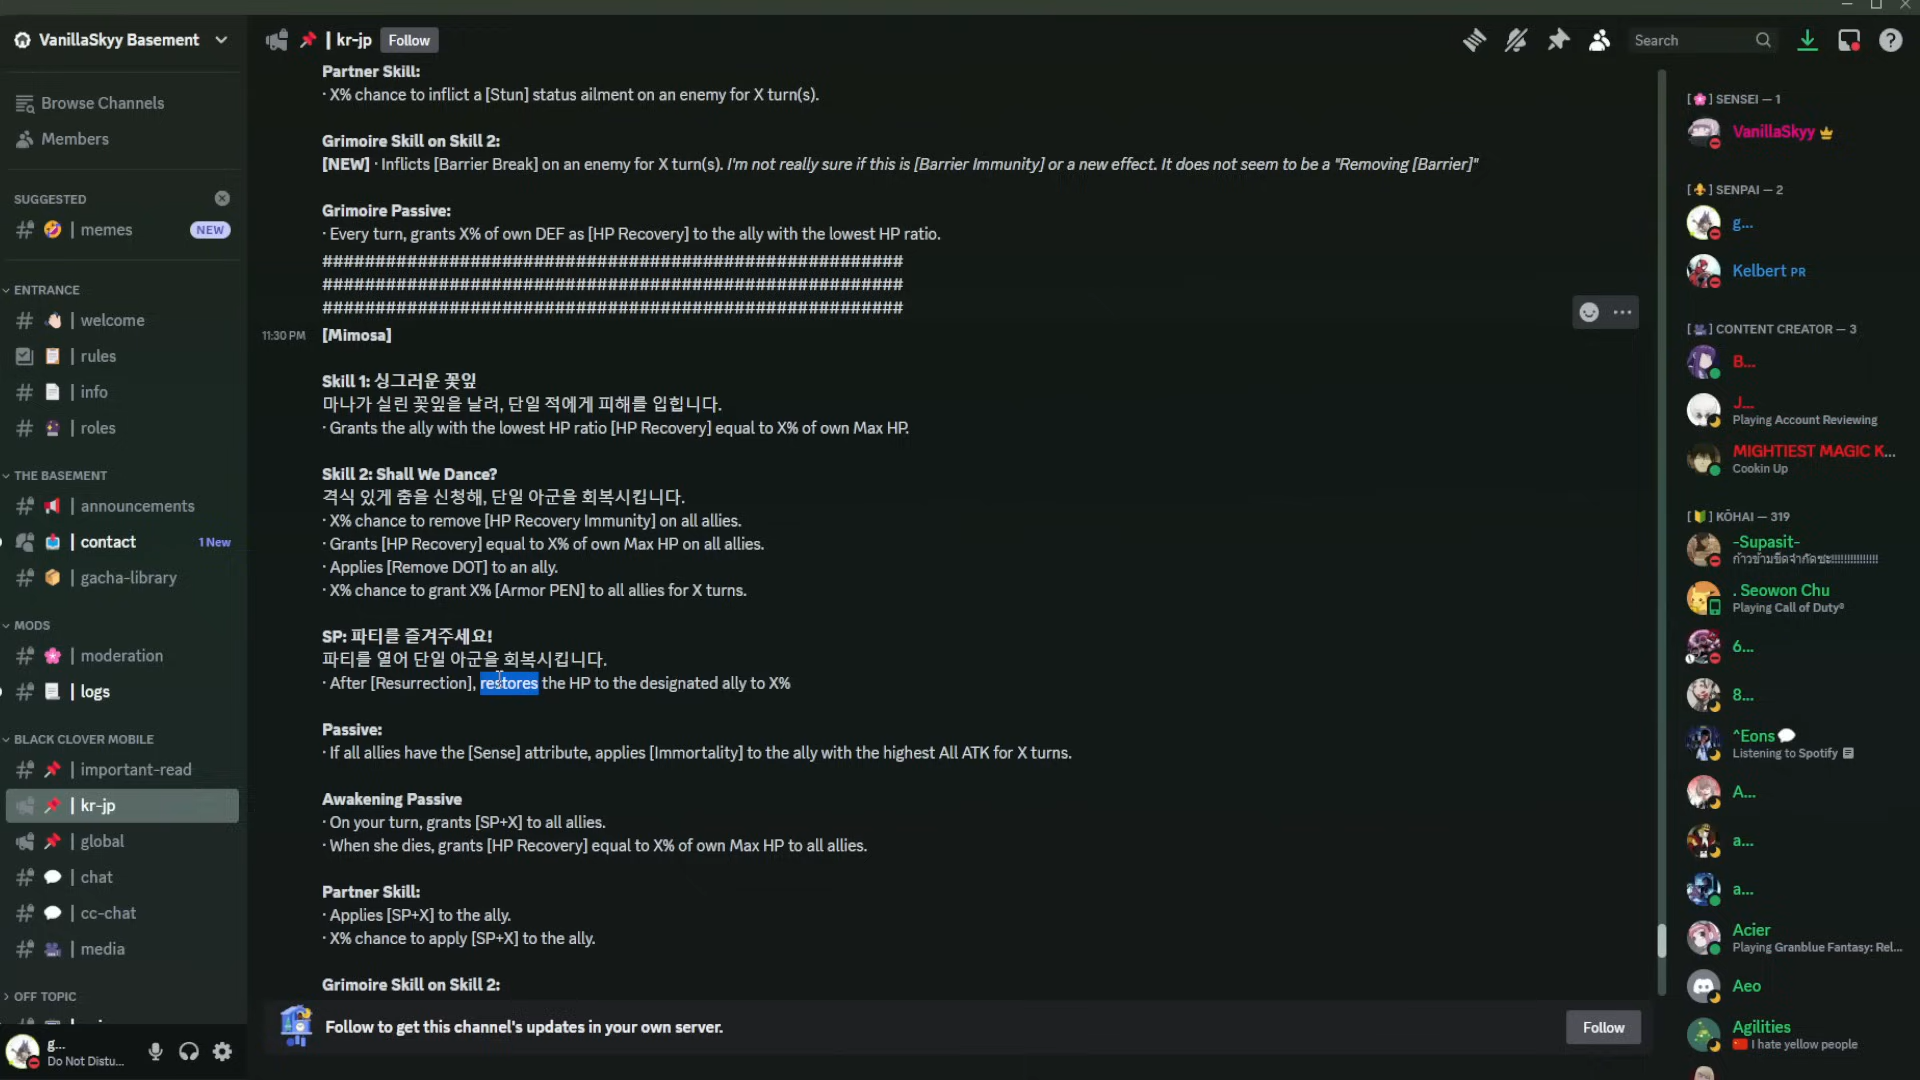 VanillaSkyy Basement
Browse Channels
Members
SUGGESTED
| memes
NEW
ENTRANCE
| welcome
| rules
| info
| roles
THE BASEMENT
| announcements
| contact
1 New
| gacha-library
MODS
| moderation
| logs
BLACK CLOVER MOBILE
| important-read
| kr-jp
| global
| chat
| cc-chat
| media
OFF TOPIC
g...
Do Not Distu...
| kr-jp
Follow
Search
Partner Skill:
· X% chance to inflict a [Stun] status ailment on an enemy for X turn(s).
Grimoire Skill on Skill 2:
[NEW] · Inflicts [Barrier Break] on an enemy for X turn(s). I'm not really sure if this is [Barrier Immunity] or a new effect. It does not seem to be a "Removing [Barrier]"
Grimoire Passive:
· Every turn, grants X% of own DEF as [HP Recovery] to the ally with the lowest HP ratio.
#######################################################
#######################################################
#######################################################
11:30 PM
[Mimosa]
Skill 1: 싱그러운 꽃잎
마나가 실린 꽃잎을 날려, 단일 적에게 피해를 입힙니다.
· Grants the ally with the lowest HP ratio [HP Recovery] equal to X% of own Max HP.
Skill 2: Shall We Dance?
격식 있게 춤을 신청해, 단일 아군을 회복시킵니다.
· X% chance to remove [HP Recovery Immunity] on all allies.
· Grants [HP Recovery] equal to X% of own Max HP on all allies.
· Applies [Remove DOT] to an ally.
· X% chance to grant X% [Armor PEN] to all allies for X turns.
SP: 파티를 즐겨주세요!
파티를 열어 단일 아군을 회복시킵니다.
· After [Resurrection], restores the HP to the designated ally to X%
Passive:
· If all allies have the [Sense] attribute, applies [Immortality] to the ally with the highest All ATK for X turns.
Awakening Passive
· On your turn, grants [SP+X] to all allies.
· When she dies, grants [HP Recovery] equal to X% of own Max HP to all allies.
Partner Skill:
· Applies [SP+X] to the ally.
· X% chance to apply [SP+X] to the ally.
Grimoire Skill on Skill 2:
Follow to get this channel's updates in your own server.
Follow
[🌸] SENSEI — 1
VanillaSkyy
[⚜] SENPAI — 2
g...
Kelbert PR
[🎥] CONTENT CREATOR — 3
B...
J...
Playing Account Reviewing
MIGHTIEST MAGIC K...
Cookin Up
[🔰] KŌHAI — 319
-Supasit-
. Seowon Chu
Playing Call of Duty®
6...
8...
^Eons
Listening to Spotify
A...
a...
a...
Acier
Playing Granblue Fantasy: Rel...
Aeo
Agilities
🇨🇳 I hate yellow people